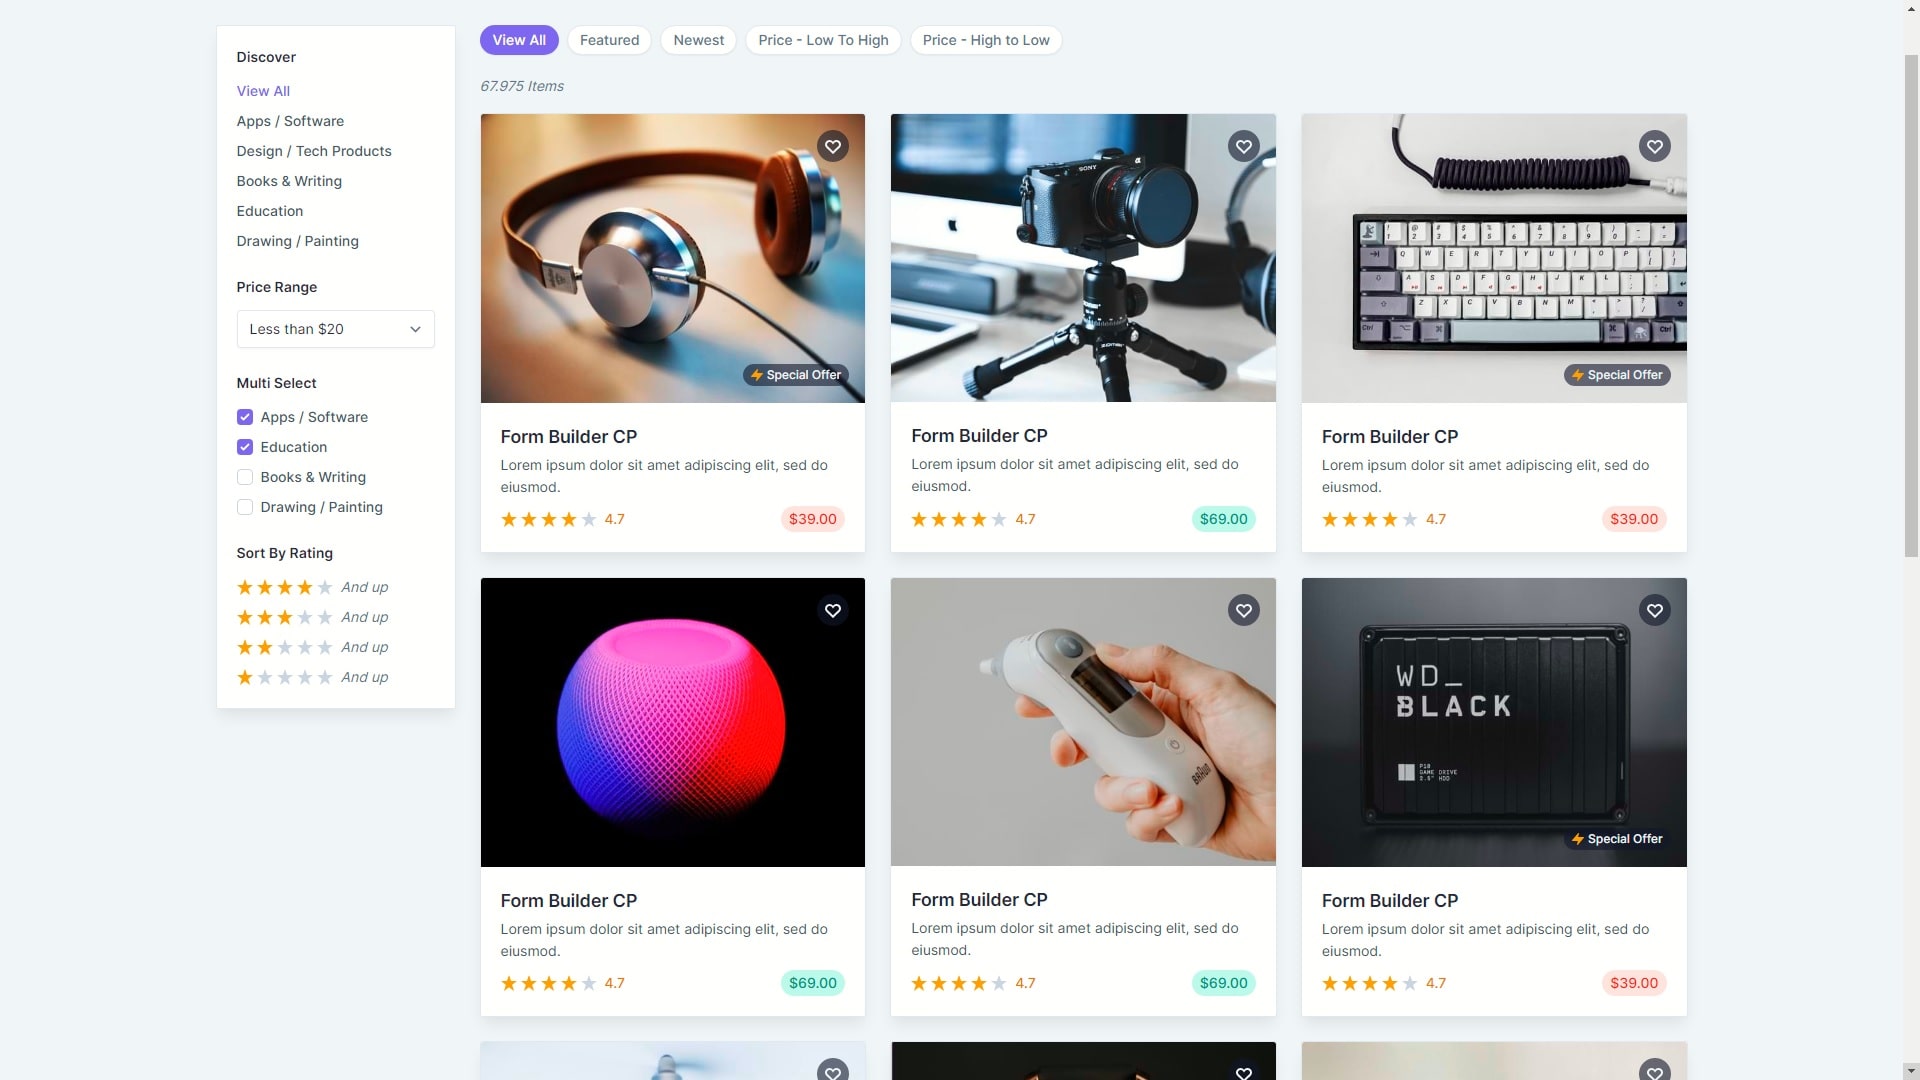 Discover
View All
Apps / Software
Design / Tech Products
Books & Writing
Education
Drawing / Painting
Price Range
Less than $20
Multi Select
Apps / Software
Education
Books & Writing
Drawing / Painting
Sort By Rating
And up
And up
And up
And up
View All
Featured
Newest
Price - Low To High
Price - High to Low
67.975 Items
Special Offer
Form Builder CP
Lorem ipsum dolor sit amet adipiscing elit, sed do
eiusmod.
4.7
$39.00
SONY
Form Builder CP
Lorem ipsum dolor sit amet adipiscing elit, sed do
eiusmod.
4.7
$69.00
Special Offer
Form Builder CP
Lorem ipsum dolor sit amet adipiscing elit, sed do
eiusmod.
4.7
$39.00
Form Builder CP
Lorem ipsum dolor sit amet adipiscing elit, sed do
eiusmod.
4.7
$69.00
BRAUN
Form Builder CP
Lorem ipsum dolor sit amet adipiscing elit, sed do
eiusmod.
4.7
$69.00
WD_
BLACK
P10
GAME DRIVE
2.5" HDD
Special Offer
Form Builder CP
Lorem ipsum dolor sit amet adipiscing elit, sed do
eiusmod.
4.7
$39.00